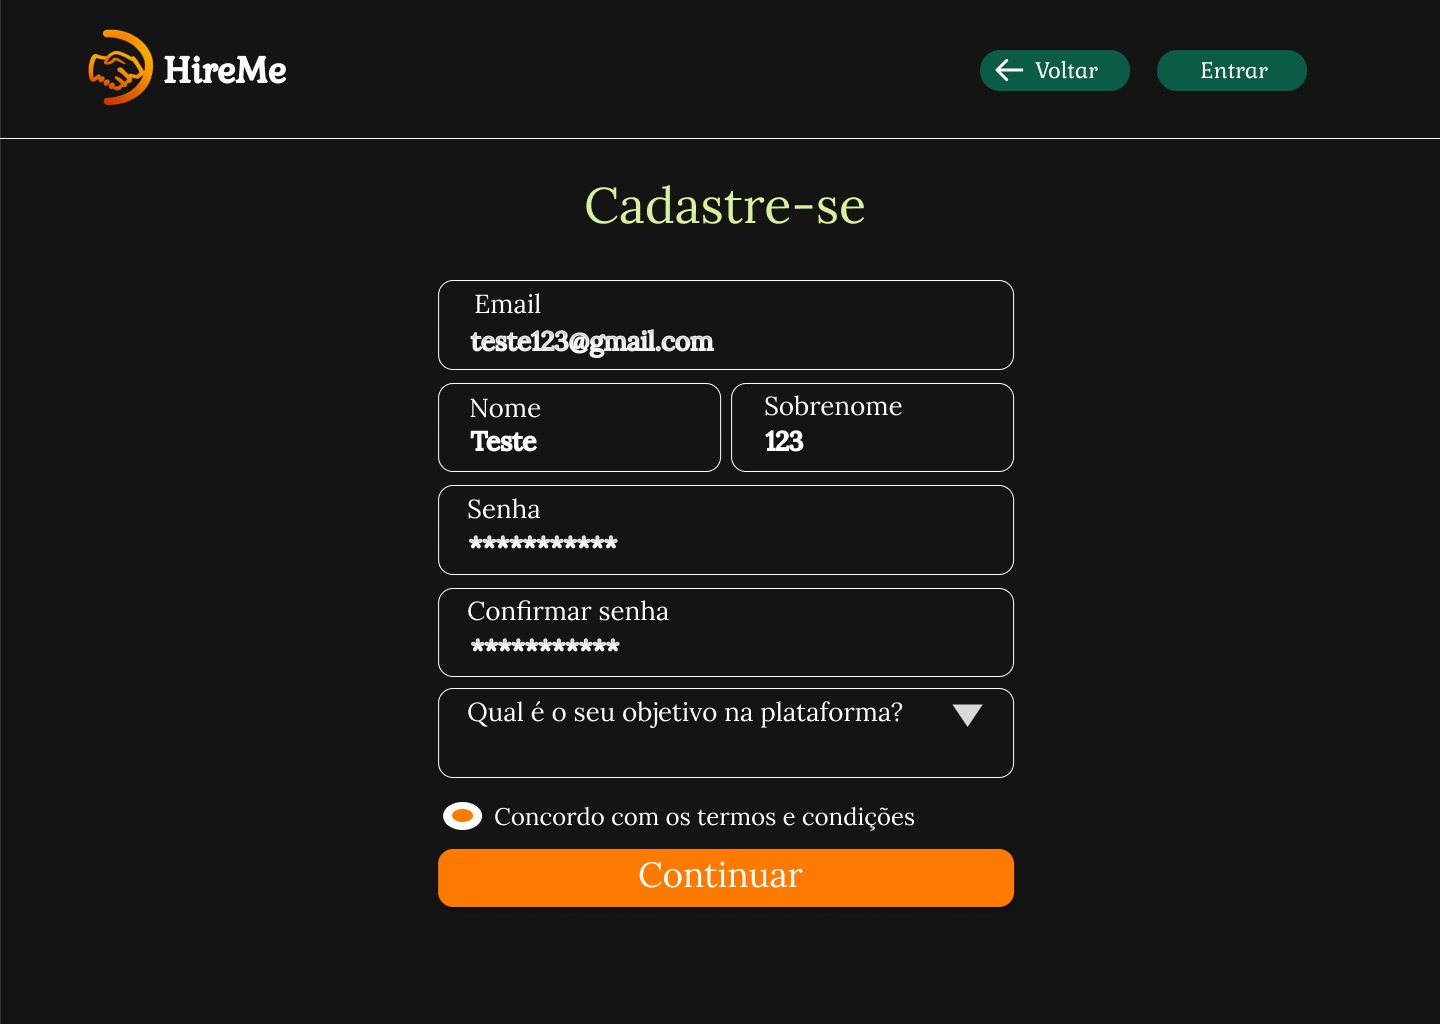 HireMe
Voltar
Entrar
Cadastre-se
Email
teste123@gmail.com
Nome
Teste
Sobrenome
123
Senha
***********
Confirmar senha
***********
Qual é o seu objetivo na plataforma?
Concordo com os termos e condições
Continuar